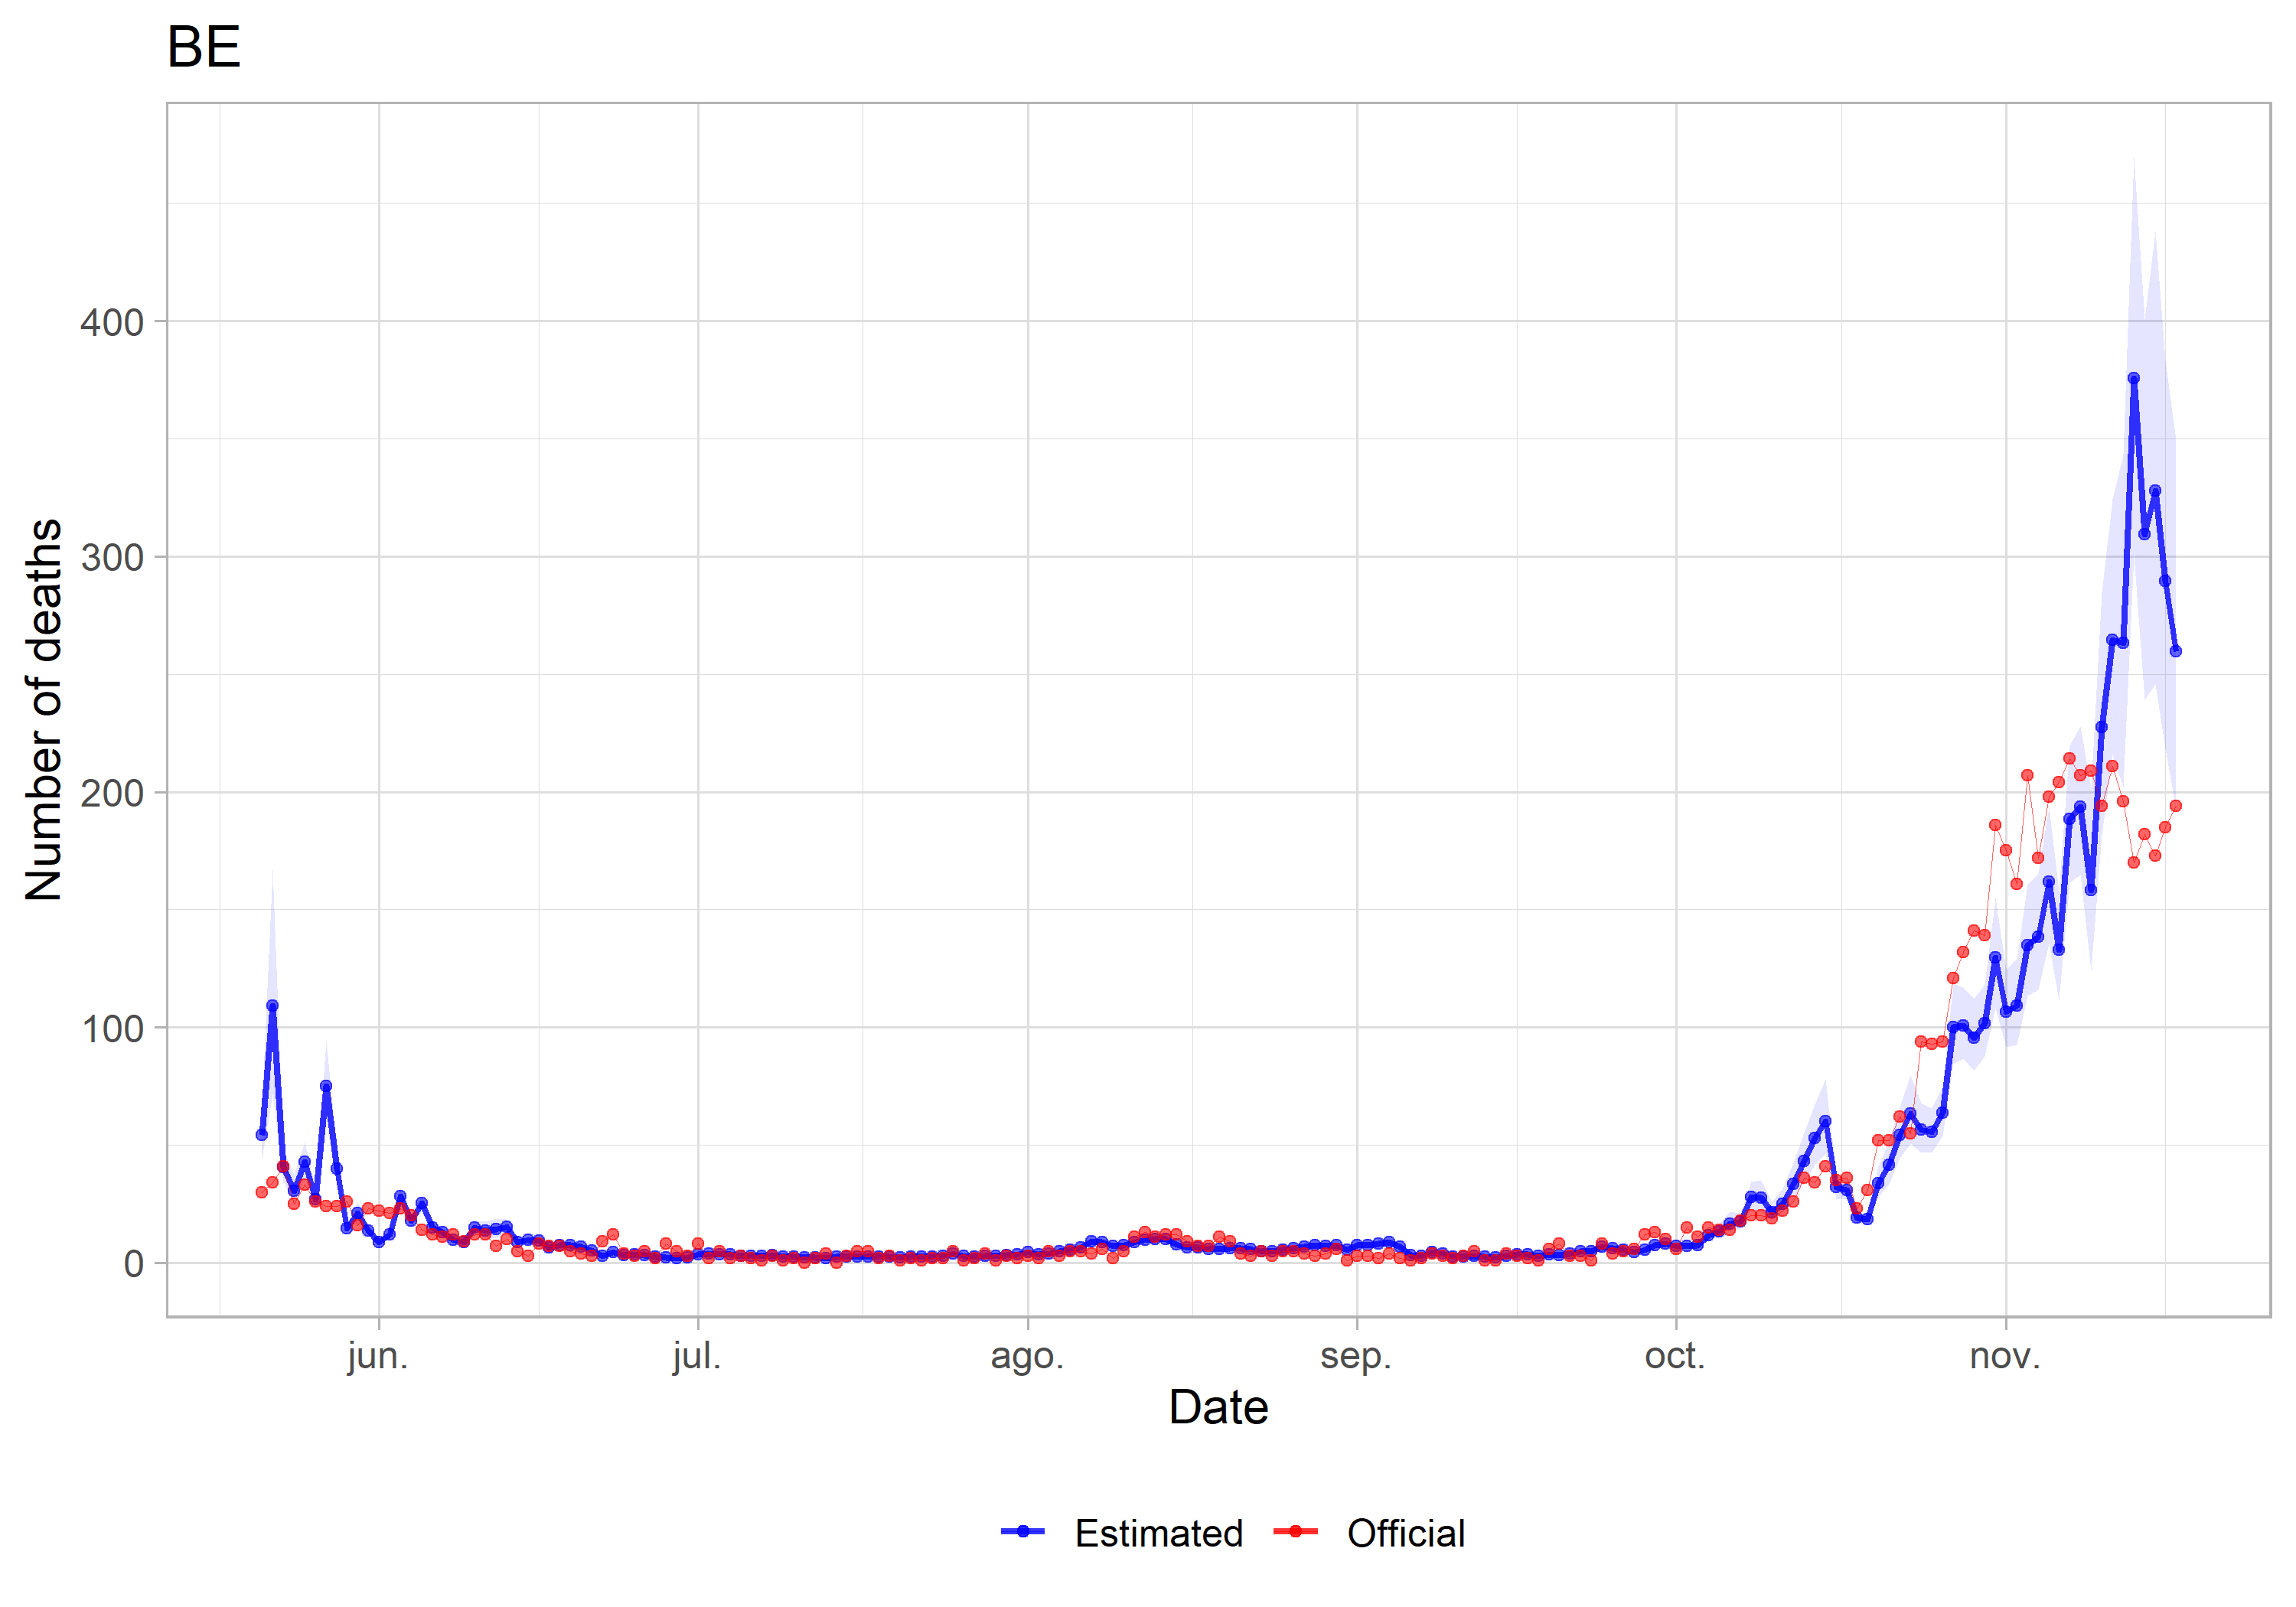 BE
Number of deaths
400
300
200
100
0
jun. jul. ago. sep. oct. nov.
Date
Estimated Official